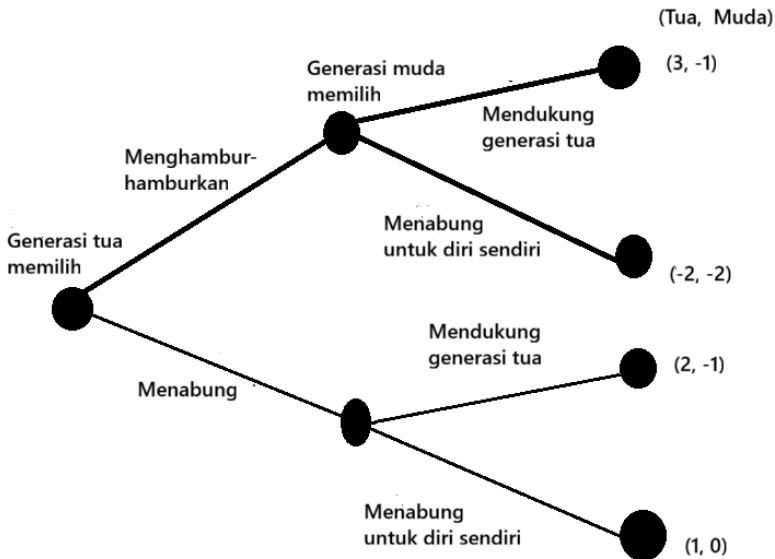 (Tua, Muda)
Generasi muda
memilih
(3, -1)
Mendukung
generasi tua
Menghambur-
hamburkan
Menabung
untuk diri sendiri
Generasi tua
memilih
(-2, -2)
Mendukung
generasi tua
(2, -1)
Menabung
Menabung
untuk diri sendiri
(1, 0)